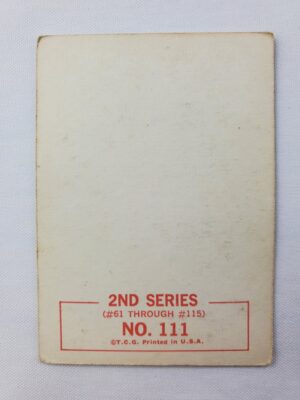 2ND SERIES
(#61 THROUGH #115)
NO. 111
©T.C.G. Printed in U.S.A.